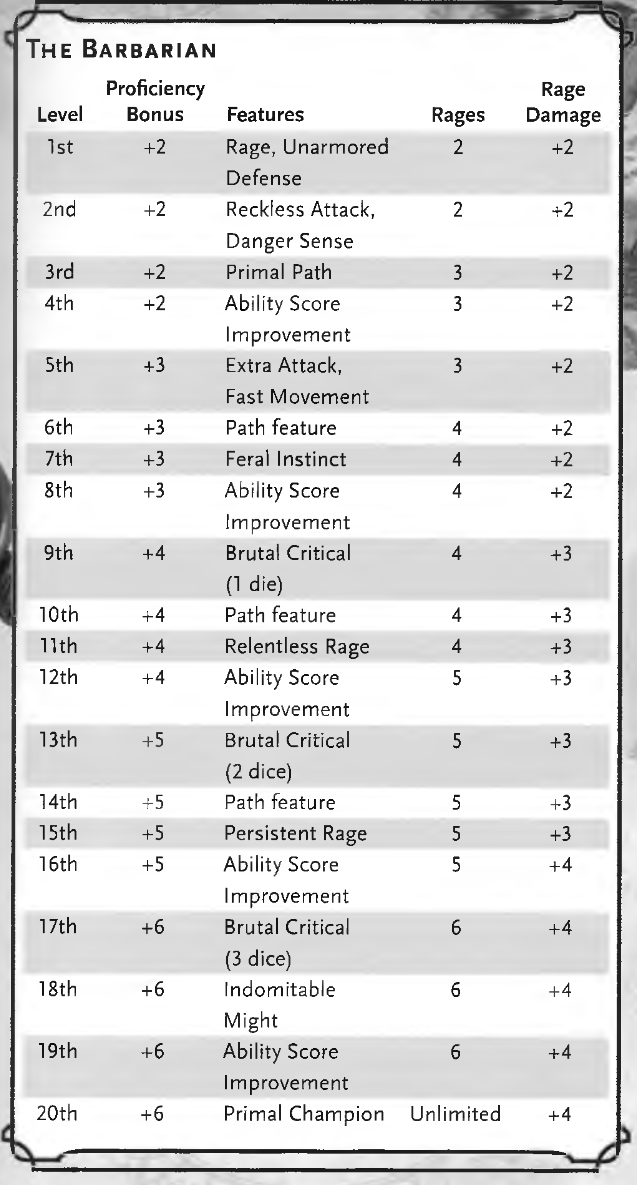 THE BARBARIAN
Proficiency Rage
Level Bonus Features Rages Damage
1st +2 Rage, Unarmored 2 +2
Defense
2nd +2 Reckless Attack, 2 +2
Danger Sense
3rd +2 Primal Path 3 +2
4th +2 Ability Score 3 +2
Improvement
5th +3 Extra Attack, 3 +2
Fast Movement
6th +3 Path feature 4 +2
7th +3 Feral Instinct 4 +2
8th +3 Ability Score 4 +2
Improvement
9th +4 Brutal Critical 4 +3
(1 die)
10th +4 Path feature 4 +3
11th +4 Relentless Rage 4 +3
12th +4 Ability Score 5 +3
Improvement
13th +5 Brutal Critical 5 +3
(2 dice)
14th +5 Path feature 5 +3
15th +5 Persistent Rage 5 +3
16th +5 Ability Score 5 +4
Improvement
17th +6 Brutal Critical 6 +4
(3 dice)
18th +6 Indomitable 6 +4
Might
19th +6 Ability Score 6 +4
Improvement
20th +6 Primal Champion Unlimited +4